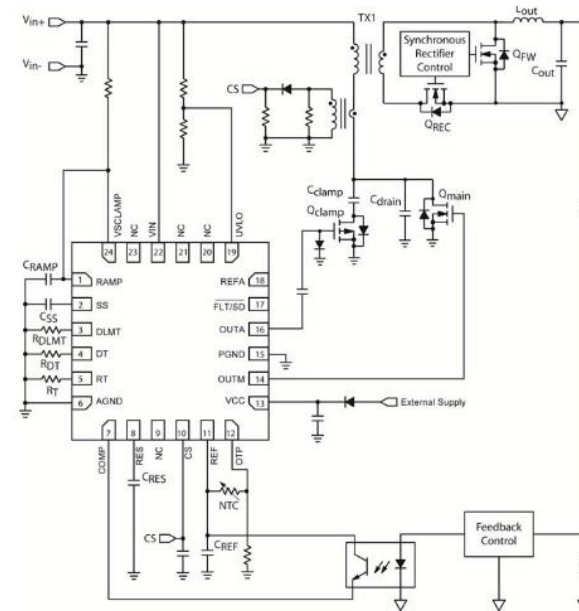 Vin+
Vin-
TX1
Lout
Synchronous
Rectifier
Control
QFW
Cout
QREC
CS
Cclamp
Qclamp
Cdrain
Qmain
VSCLAMP
NC
VIN
NC
NC
UVLO
24
23
22
21
20
19
CRAMP
1 RAMP
REFA 18
CSS
2 SS
FLT/SD 17
RDLMT
3 DLMT
OUTA 16
RDT
4 DT
PGND 15
RT
5 RT
OUTM 14
6 AGND
VCC 13
External Supply
7
8
9
10
11
12
COMP
RES
NC
CS
REF
OTP
CRES
NTC
CS
CREF
Feedback
Control